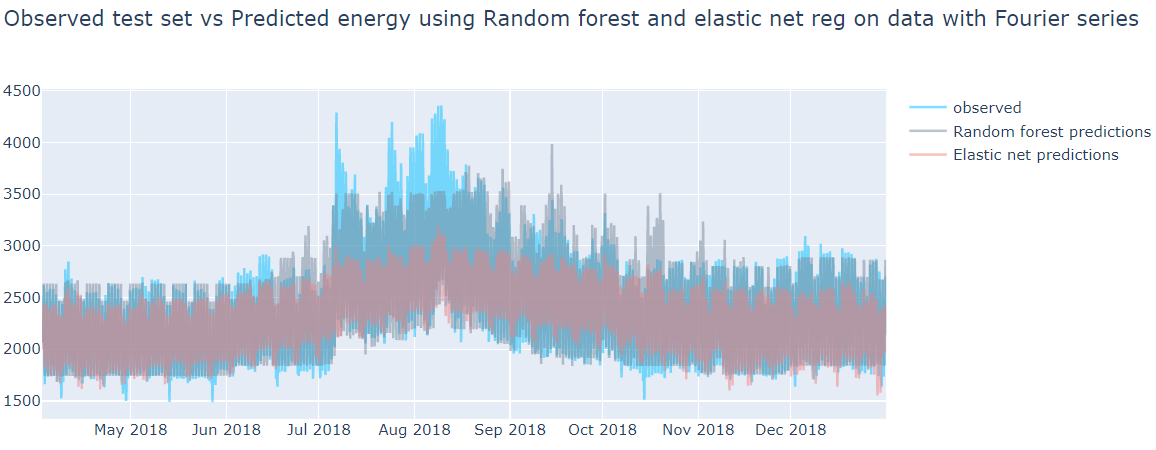 Observed test set vs Predicted energy using Random forest and elastic net reg on data with Fourier series
4500
4000
3500
3000
2500
2000
1500
May 2018 Jun 2018 Jul 2018 Aug 2018 Sep 2018 Oct 2018 Nov 2018 Dec 2018
observed
Random forest predictions
Elastic net predictions